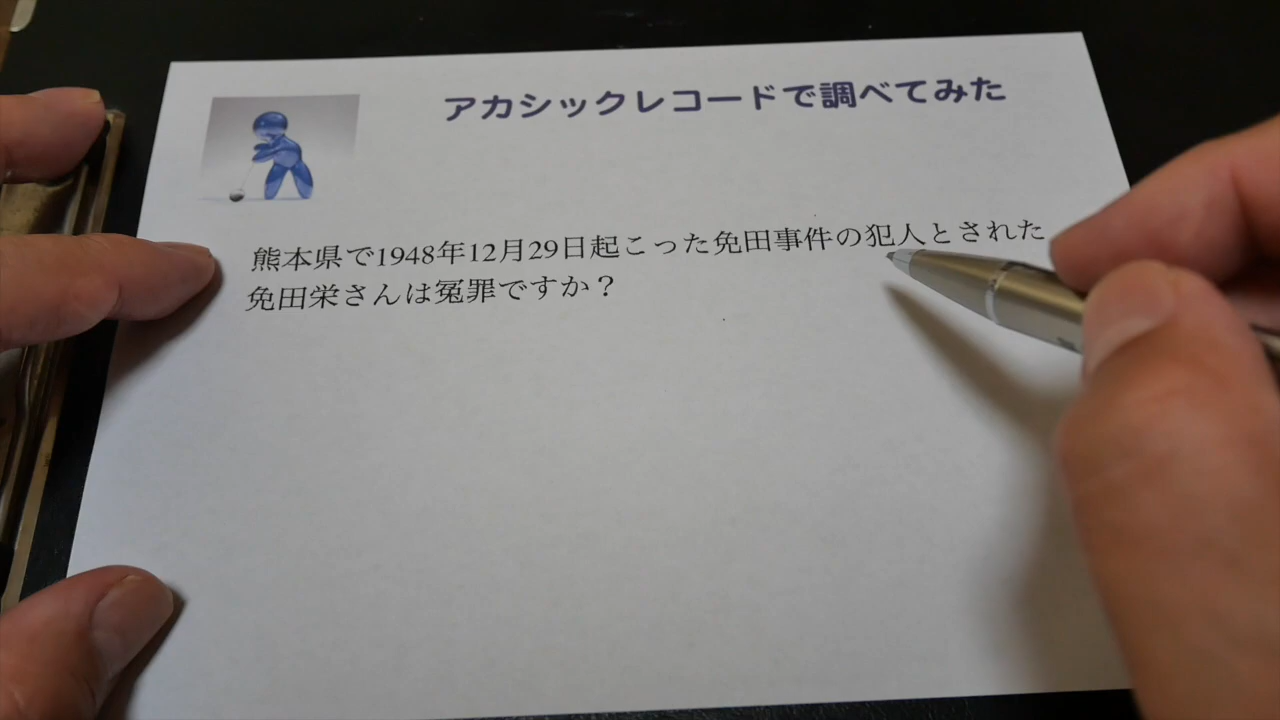 アカシックレコードで調べてみた
熊本県で1948年12月29日起こった免田事件の犯人とされた
免田栄さんは冤罪ですか？